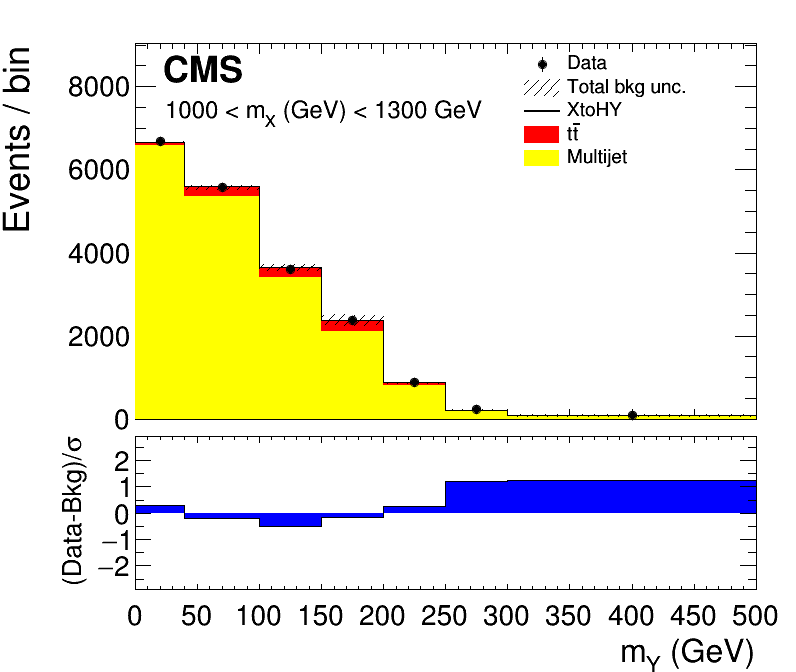 Events / bin
CMS
1000 < mX (GeV) < 1300 GeV
Data
Total bkg unc.
XtoHY
tt̅
Multijet
8000
6000
4000
2000
0
(Data-Bkg)/σ
2
1
0
−1
−2
0 50 100 150 200 250 300 350 400 450 500
mY (GeV)